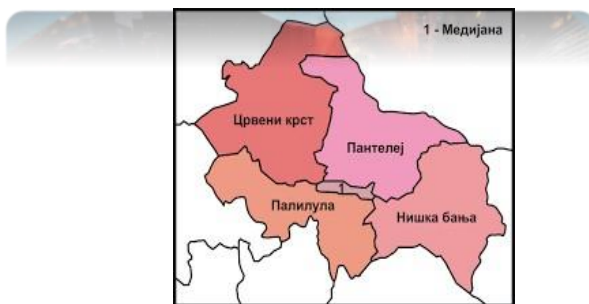 1 - Медијана
Црвени крст
Пантелеј
1
Палилула
Нишка бања